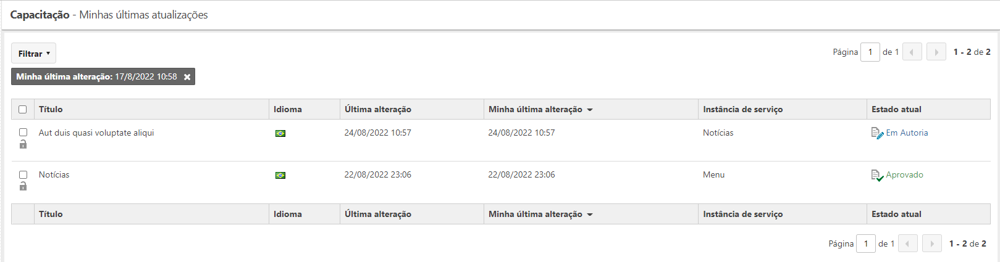 Capacitação - Minhas últimas atualizações
Filtrar
Página 1 de 1 1 - 2 de 2
Minha última alteração: 17/8/2022 10:58
Título Idioma Última alteração Minha última alteração Instância de serviço Estado atual
Aut duis quasi voluptate aliqui 24/08/2022 10:57 24/08/2022 10:57 Notícias Em Autoria
Notícias 22/08/2022 23:06 22/08/2022 23:06 Menu Aprovado
Título Idioma Última alteração Minha última alteração Instância de serviço Estado atual
Página 1 de 1 1 - 2 de 2